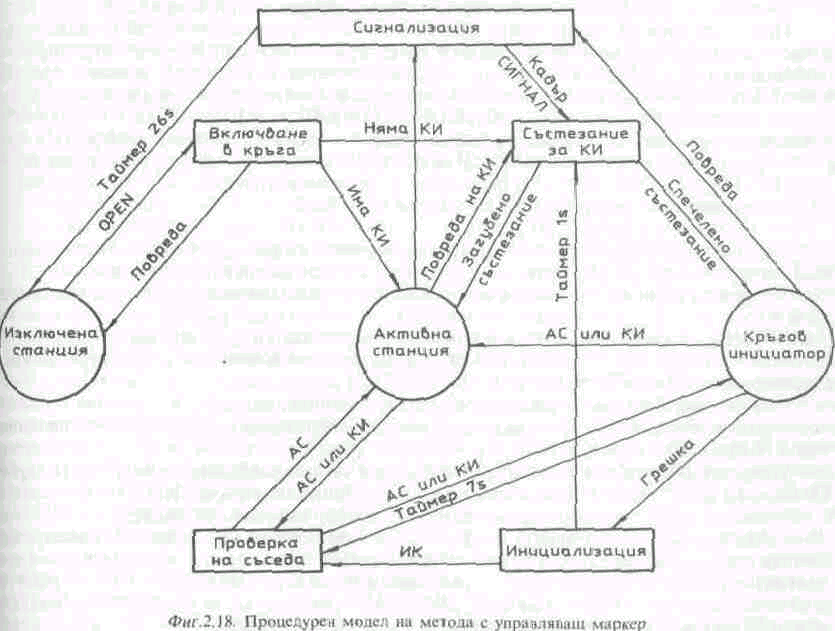 Сигнализация
Кадър
СИГНАЛ
Таймер 26s
OPEN
Включване
в кръга
Няма КИ
Състезание
за КИ
Повреда
Има КИ
Повреда на КИ
Загубено
състезание
Таймер 1s
Спечелено
състезание
Повреда
Изключена
станция
Активна
станция
АС или КИ
Кръгов
инициатор
АС
АС или КИ
АС или КИ
Таймер 7s
Грешка
Проверка
на съседа
ИК
Инициализация
Фиг.2.18. Процедурен модел на метода с управляващ маркер